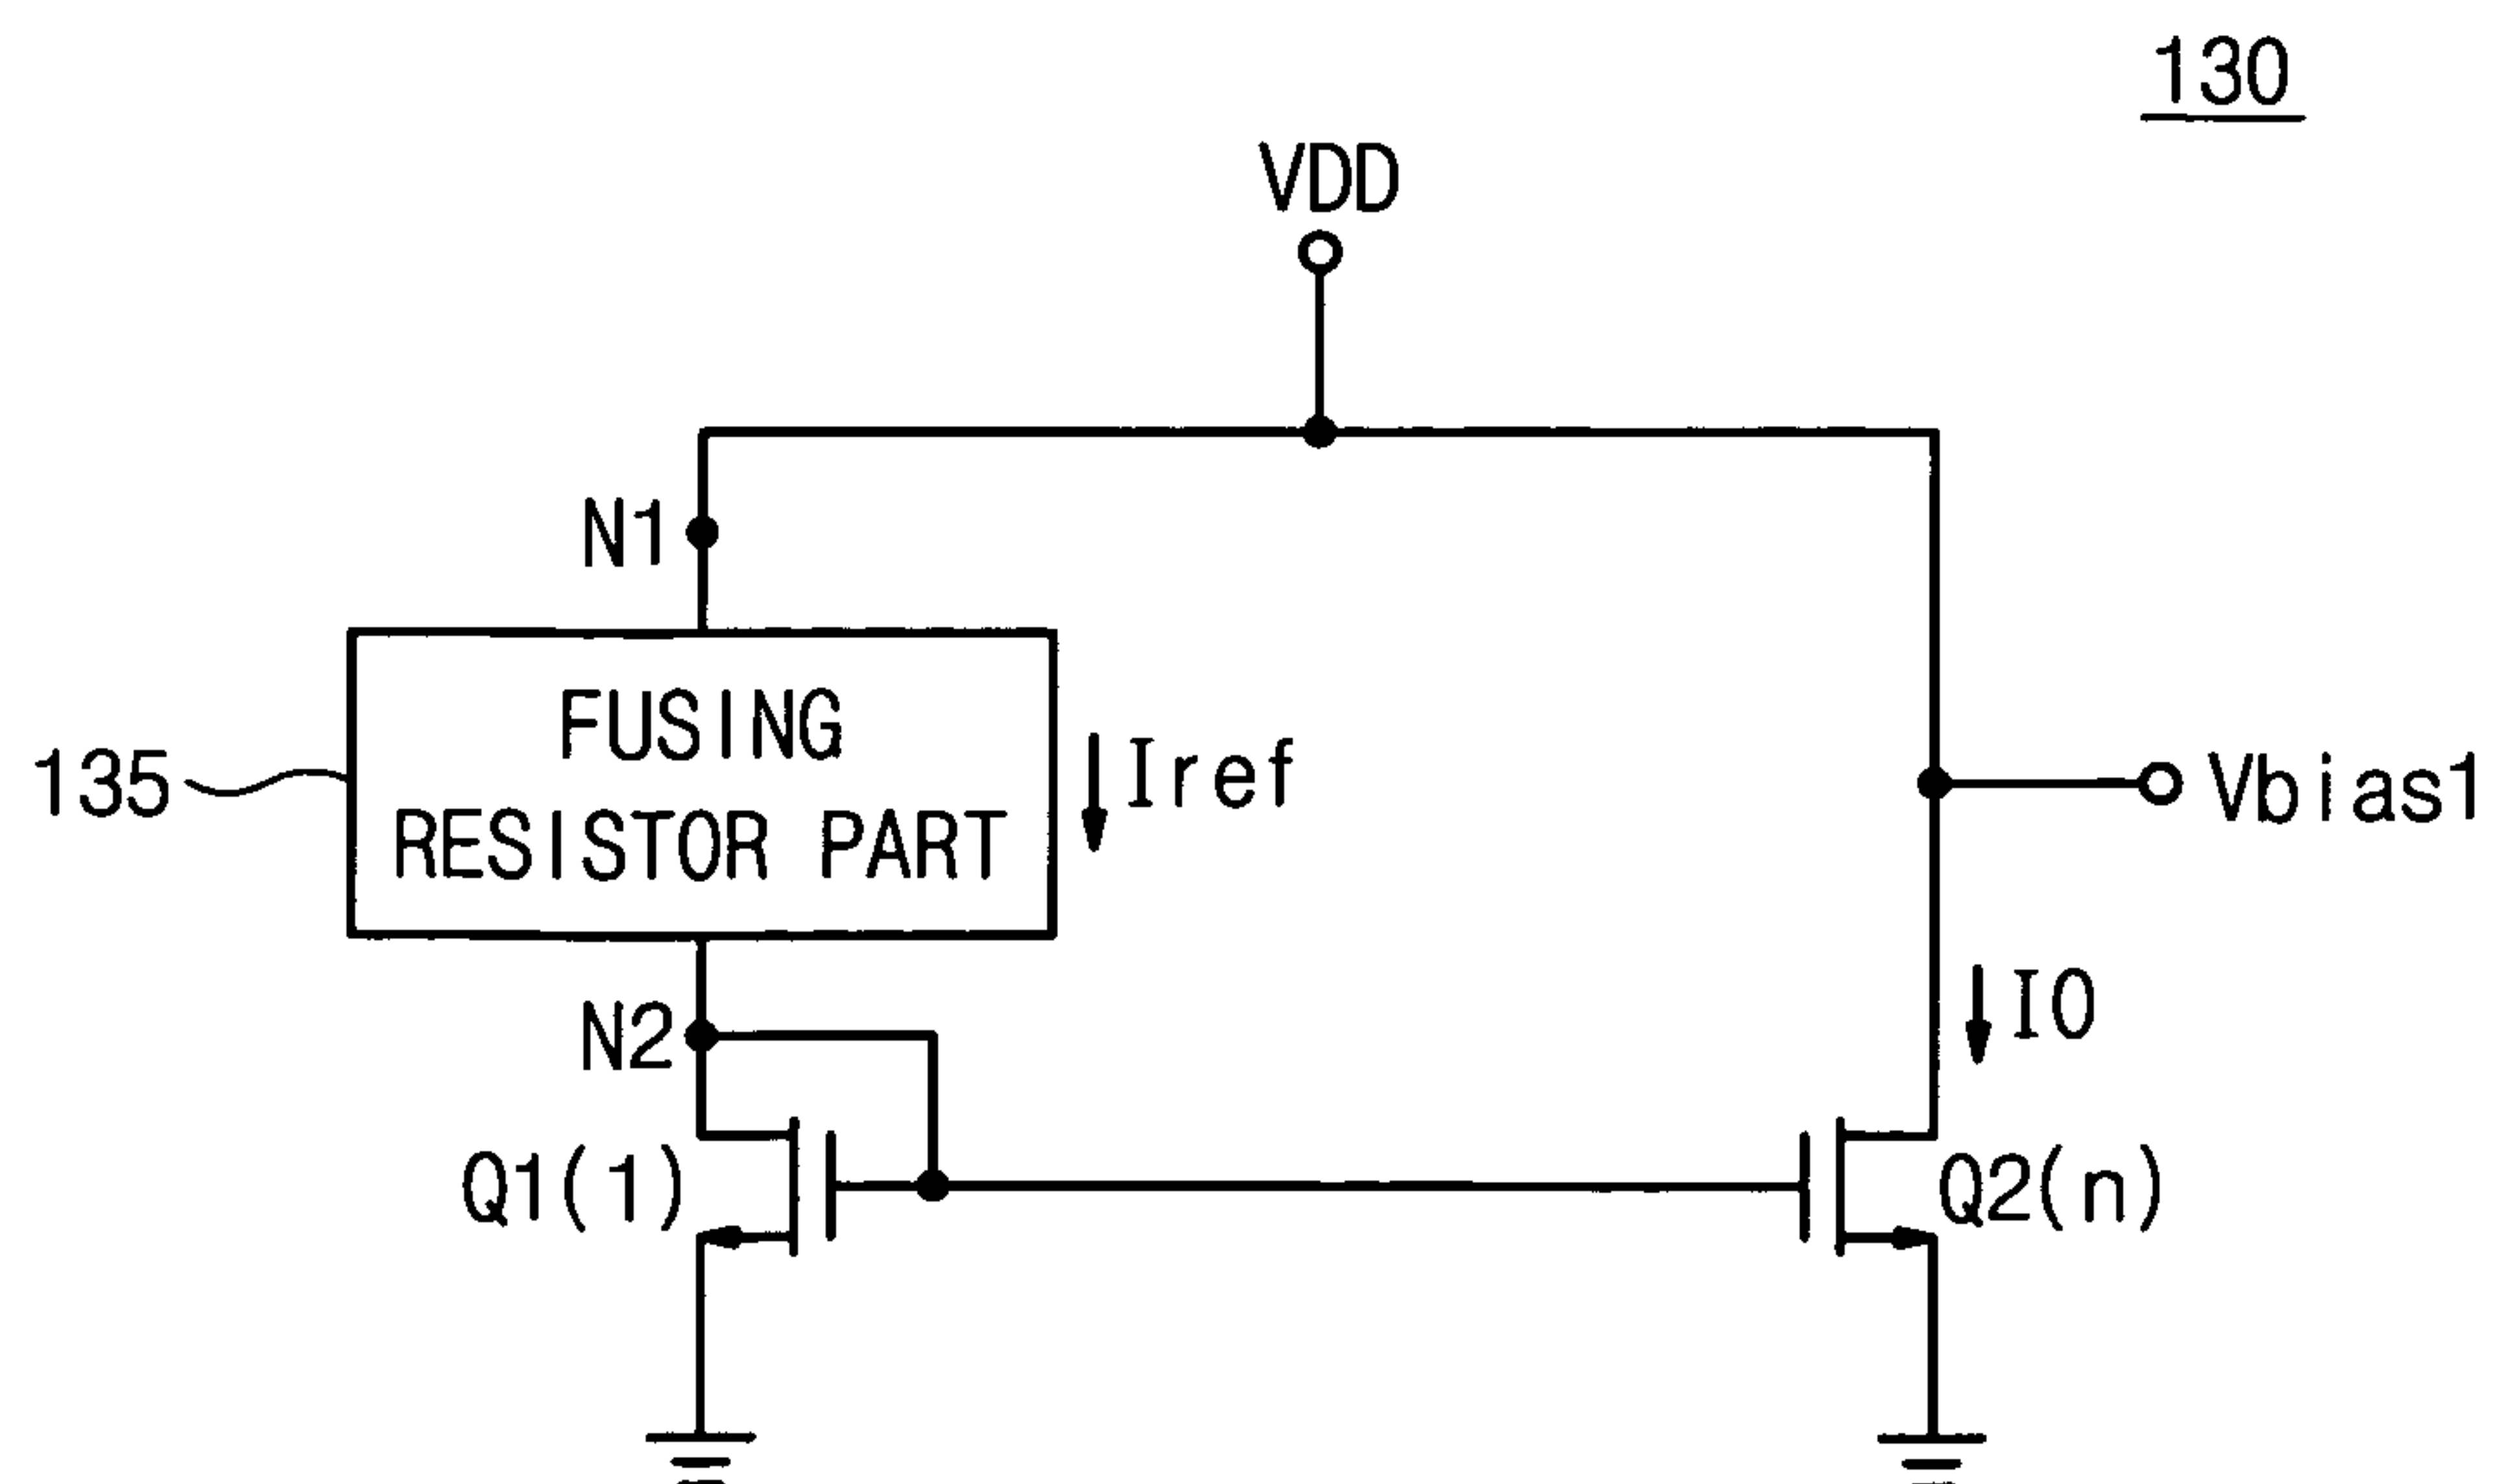 130
VDD
N1
FUSING
RESISTOR PART
135
Iref
Vbias1
N2
I0
Q1(1)
Q2(n)